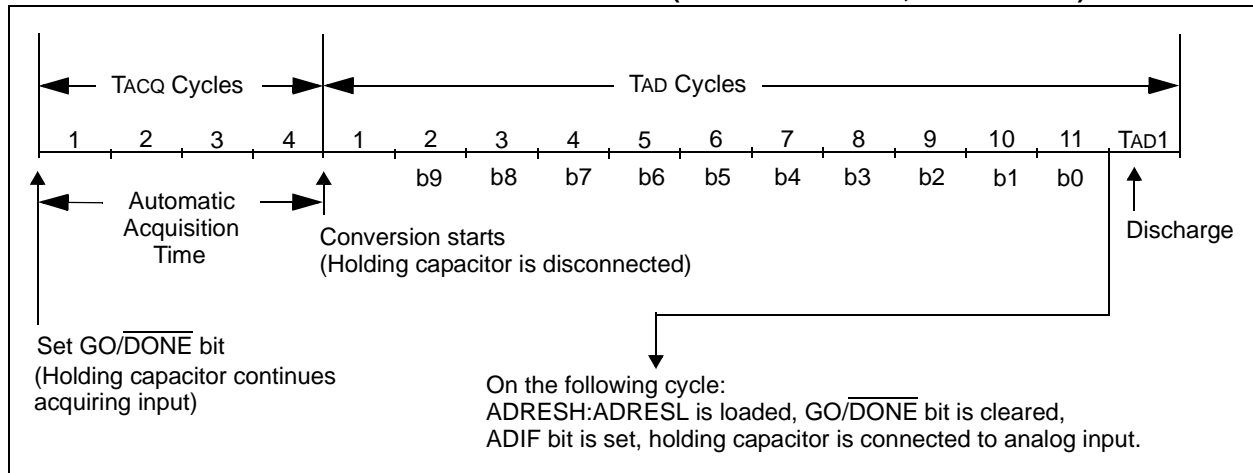 TACQ Cycles
TAD Cycles
1 2 3 4 1 2 3 4 5 6 7 8 9 10 11 TAD1
b9 b8 b7 b6 b5 b4 b3 b2 b1 b0
Automatic
Acquisition
Time
Conversion starts
(Holding capacitor is disconnected)
Discharge
Set GO/DONE bit
(Holding capacitor continues
acquiring input)
On the following cycle:
ADRESH:ADRESL is loaded, GO/DONE bit is cleared,
ADIF bit is set, holding capacitor is connected to analog input.